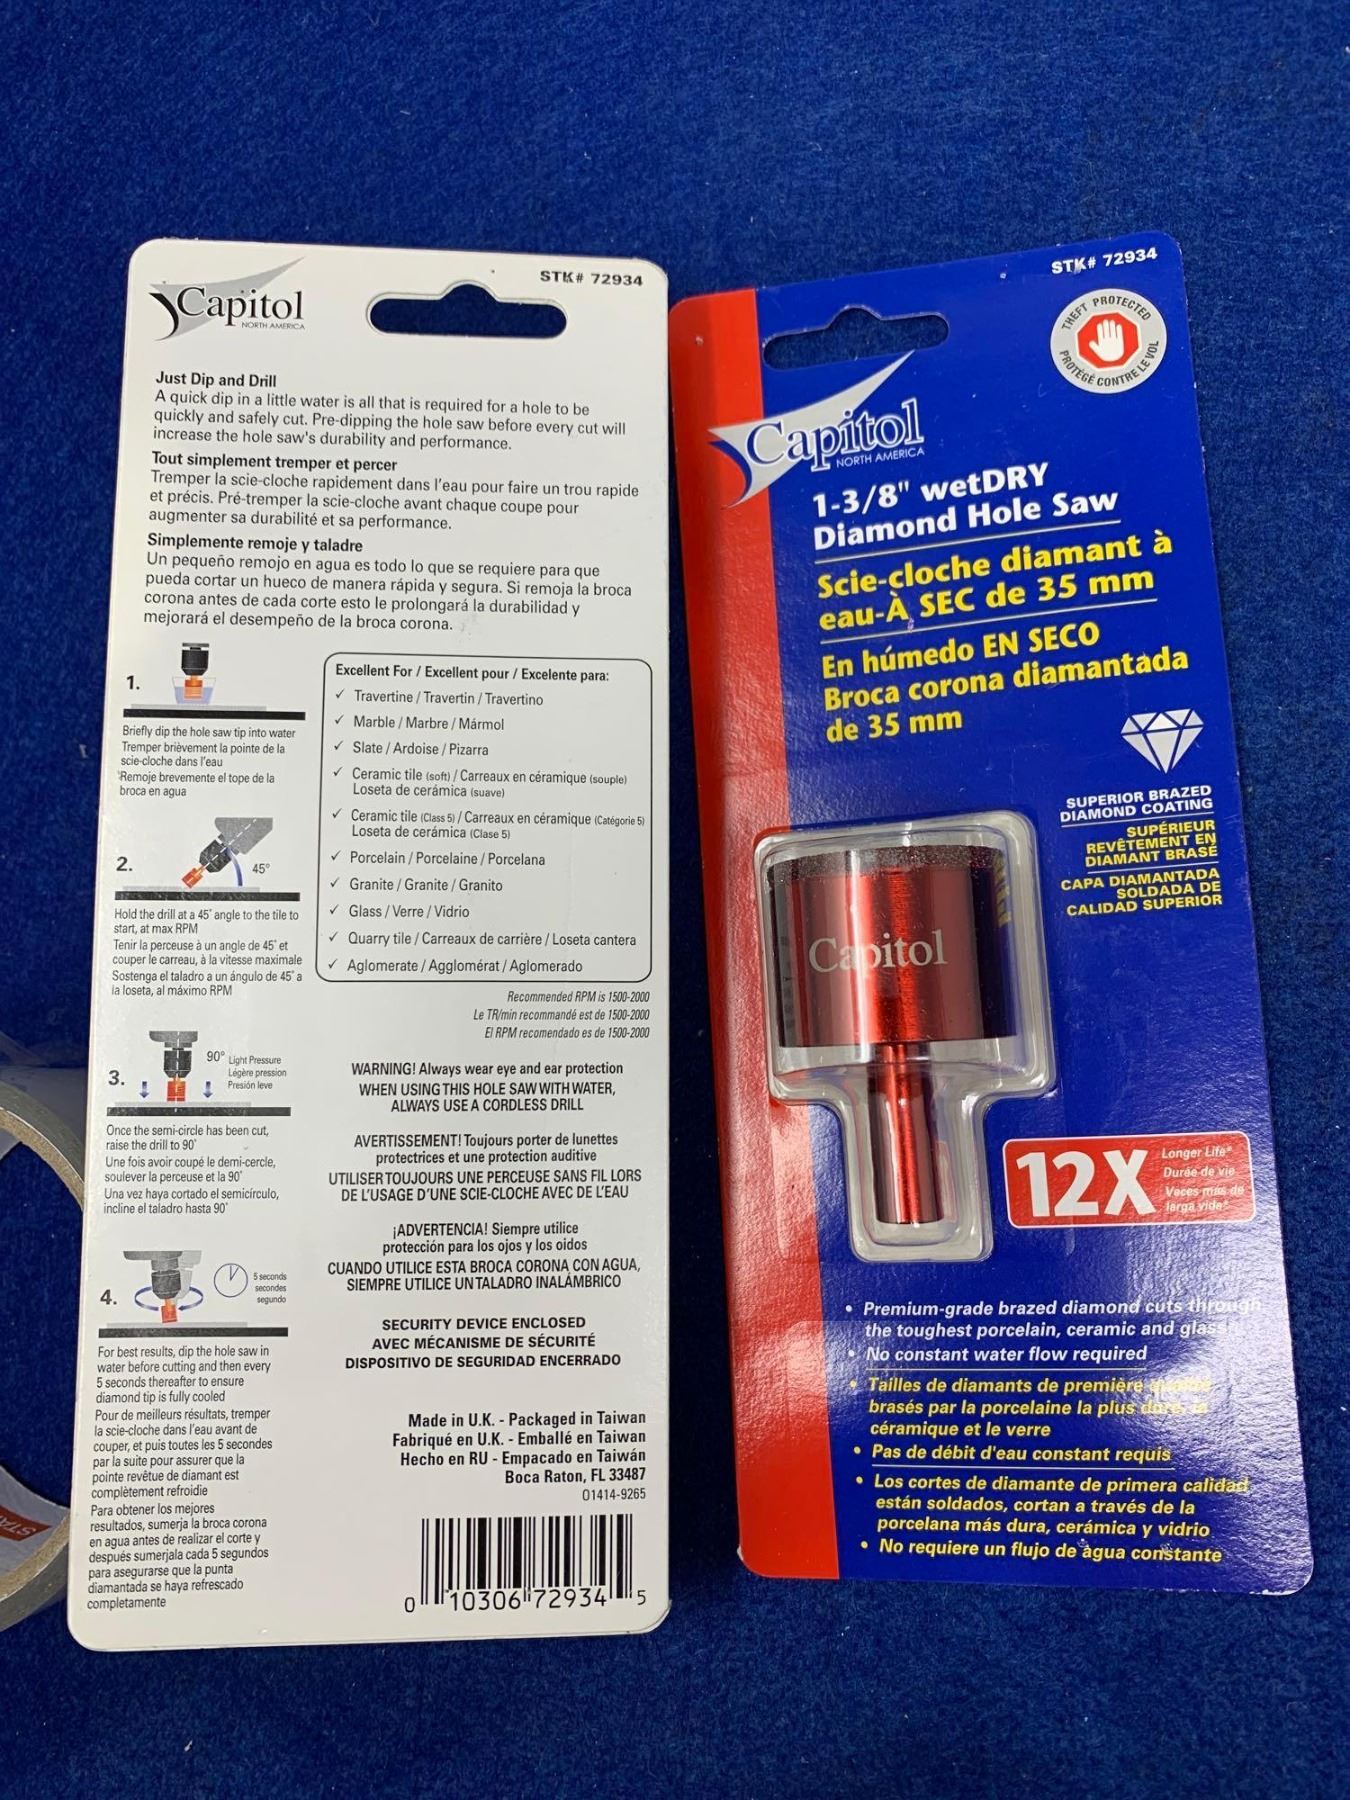 Capitol
NORTH AMERICA
STK# 72934
Just Dip and Drill
A quick dip in a little water is all that is required for a hole to be
quickly and safely cut. Pre-dipping the hole saw before every cut will
increase the hole saw's durability and performance.
Tout simplement tremper et percer
Tremper la scie-cloche rapidement dans l'eau pour faire un trou rapide
et précis. Pré-tremper la scie-cloche avant chaque coupe pour
augmenter sa durabilité et sa performance.
Simplemente remoje y taladre
Un pequeño remojo en agua es todo lo que se requiere para que
pueda cortar un hueco de manera rápida y segura. Si remoja la broca
corona antes de cada corte esto le prolongará la durabilidad y
mejorará el desempeño de la broca corona.
1.
Briefly dip the hole saw tip into water
Tremper brièvement la pointe de la
scie-cloche dans l'eau
Remoje brevemente el tope de la
broca en agua
2.
45°
Hold the drill at a 45° angle to the tile to
start, at max RPM
Tenir la perceuse à un angle de 45° et
couper le carreau, à la vitesse maximale
Sostenga el taladro a un ángulo de 45° a
la loseta, al máximo RPM
3.
90°
Light Pressure
Légère pression
Presión leve
Once the semi-circle has been cut,
raise the drill to 90°
Une fois avoir coupé le demi-cercle,
soulever la perceuse et la 90°
Una vez haya cortado el semicírculo,
incline el taladro hasta 90°
4.
5 seconds
secondes
segundo
For best results, dip the hole saw in
water before cutting and then every
5 seconds thereafter to ensure
diamond tip is fully cooled
Pour de meilleurs résultats, tremper
la scie-cloche dans l'eau avant de
couper, et puis toutes les 5 secondes
par la suite pour assurer que la
pointe revêtue de diamant est
complètement refroidie
Para obtener los mejores
resultados, sumerja la broca corona
en agua antes de realizar el corte y
después sumerjala cada 5 segundos
para asegurarse que la punta
diamantada se haya refrescado
completamente
Excellent For / Excellent pour / Excelente para:
✓ Travertine / Travertin / Travertino
✓ Marble / Marbre / Mármol
✓ Slate / Ardoise / Pizarra
✓ Ceramic tile (soft) / Carreaux en céramique (souple)
Loseta de cerámica (suave)
✓ Ceramic tile (Class 5) / Carreaux en céramique (Catégorie 5)
Loseta de cerámica (Clase 5)
✓ Porcelain / Porcelaine / Porcelana
✓ Granite / Granite / Granito
✓ Glass / Verre / Vidrio
✓ Quarry tile / Carreaux de carrière / Loseta cantera
✓ Aglomerate / Agglomérat / Aglomerado
Recommended RPM is 1500-2000
Le TR/min recommandé est de 1500-2000
El RPM recomendado es de 1500-2000
WARNING! Always wear eye and ear protection
WHEN USING THIS HOLE SAW WITH WATER,
ALWAYS USE A CORDLESS DRILL
AVERTISSEMENT! Toujours porter de lunettes
protectrices et une protection auditive
UTILISER TOUJOURS UNE PERCEUSE SANS FIL LORS
DE L'USAGE D'UNE SCIE-CLOCHE AVEC DE L'EAU
¡ADVERTENCIA! Siempre utilice
protección para los ojos y los oidos
CUANDO UTILICE ESTA BROCA CORONA CON AGUA,
SIEMPRE UTILICE UN TALADRO INALÁMBRICO
SECURITY DEVICE ENCLOSED
AVEC MÉCANISME DE SÉCURITÉ
DISPOSITIVO DE SEGURIDAD ENCERRADO
Made in U.K. - Packaged in Taiwan
Fabriqué en U.K. - Emballé en Taiwan
Hecho en RU - Empacado en Taiwán
Boca Raton, FL 33487
01414-9265
0 10306 72934 5
STK# 72934
THEFT PROTECTED
PROTÉGÉ CONTRE LE VOL
Capitol
NORTH AMERICA
1-3/8" wetDRY
Diamond Hole Saw
Scie-cloche diamant à
eau-À SEC de 35 mm
En húmedo EN SECO
Broca corona diamantada
de 35 mm
SUPERIOR BRAZED
DIAMOND COATING
SUPÉRIEUR
REVÊTEMENT EN
DIAMANT BRASÉ
CAPA DIAMANTADA
SOLDADA DE
CALIDAD SUPERIOR
Capitol
12X
Longer Life*
Durée de vie
Veces más de
larga vida*
• Premium-grade brazed diamond cuts through
the toughest porcelain, ceramic and glass
• No constant water flow required
• Tailles de diamants de première
brasés par la porcelaine la plus dure, la
céramique et le verre
• Pas de débit d'eau constant requis
• Los cortes de diamante de primera calidad
están soldados, cortan a través de la
porcelana más dura, cerámica y vidrio
• No requiere un flujo de agua constante